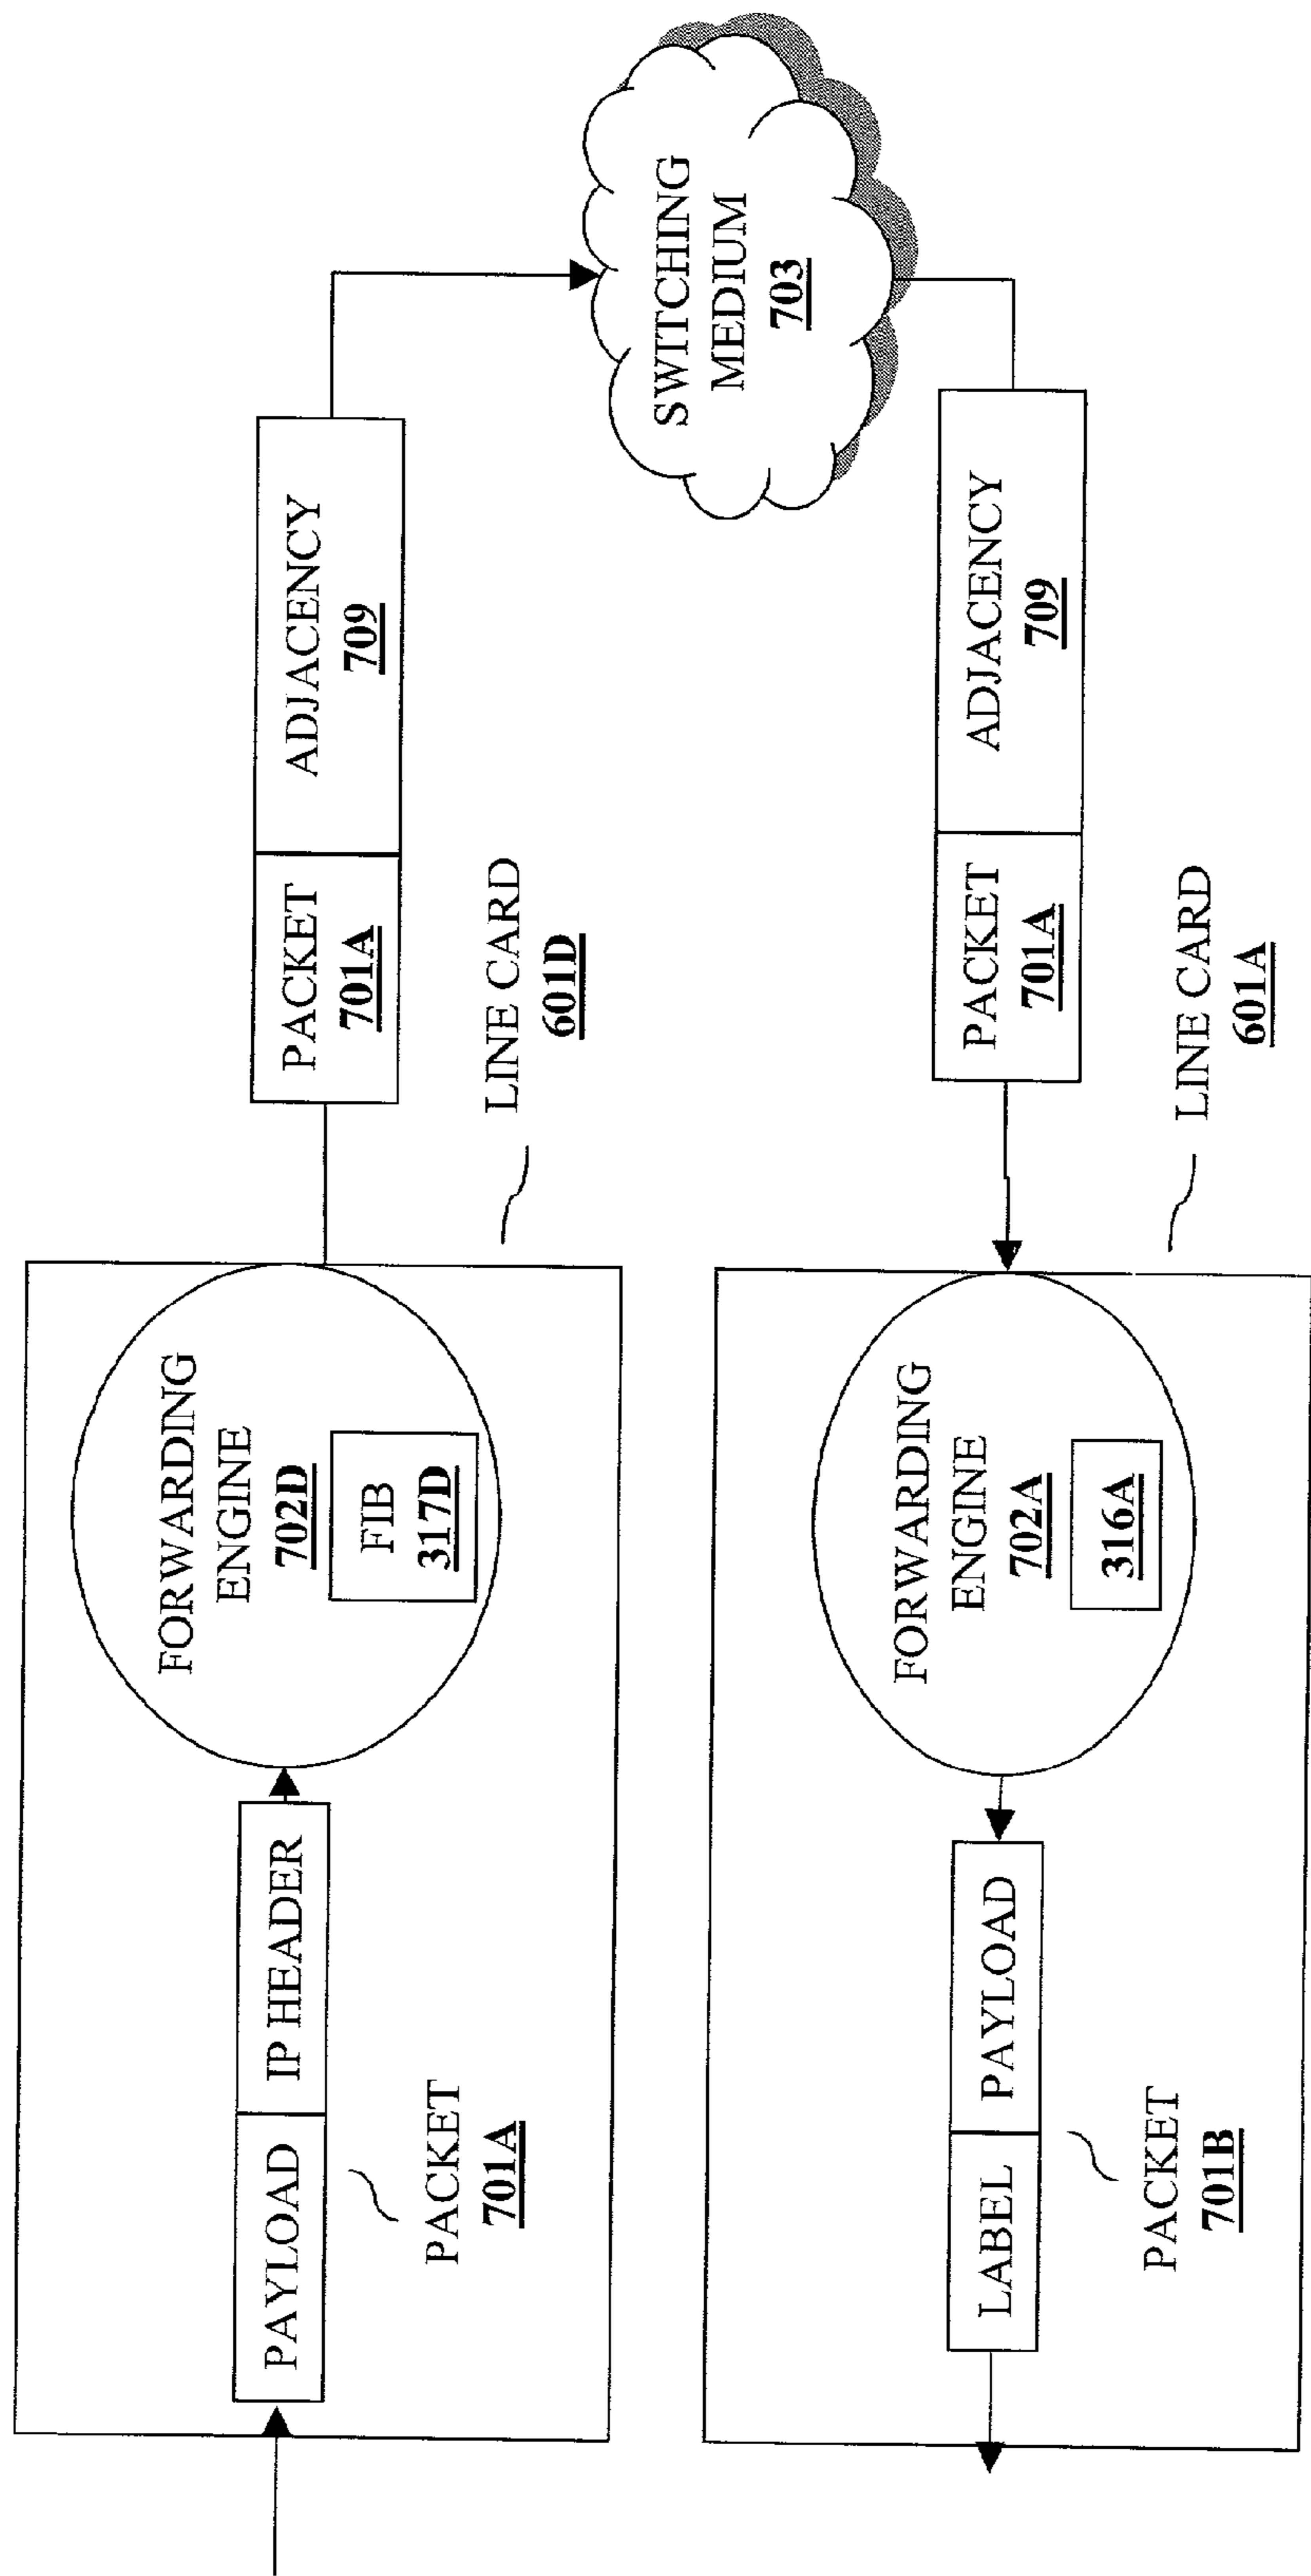 PAYLOAD
IP HEADER
PACKET
701A
FORWARDING
ENGINE
702D
FIB
317D
LINE CARD
601D
PACKET
701A
ADJACENCY
709
SWITCHING
MEDIUM
703
ADJACENCY
709
PACKET
701A
LINE CARD
601A
FORWARDING
ENGINE
702A
316A
LABEL
PAYLOAD
PACKET
701B